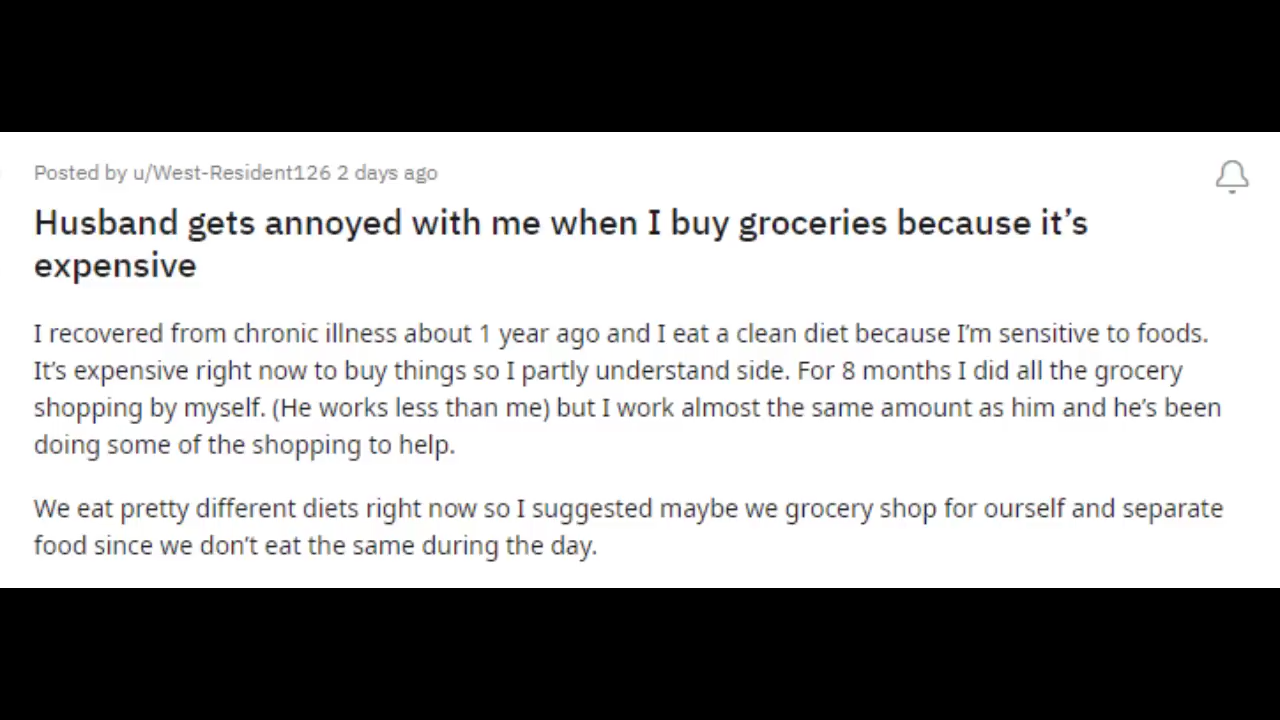 Posted by u/West-Resident126 2 days ago
Husband gets annoyed with me when I buy groceries because it’s
expensive
I recovered from chronic illness about 1 year ago and I eat a clean diet because I’m sensitive to foods.
It’s expensive right now to buy things so I partly understand side. For 8 months I did all the grocery
shopping by myself. (He works less than me) but I work almost the same amount as him and he’s been
doing some of the shopping to help.
We eat pretty different diets right now so I suggested maybe we grocery shop for ourself and separate
food since we don’t eat the same during the day.